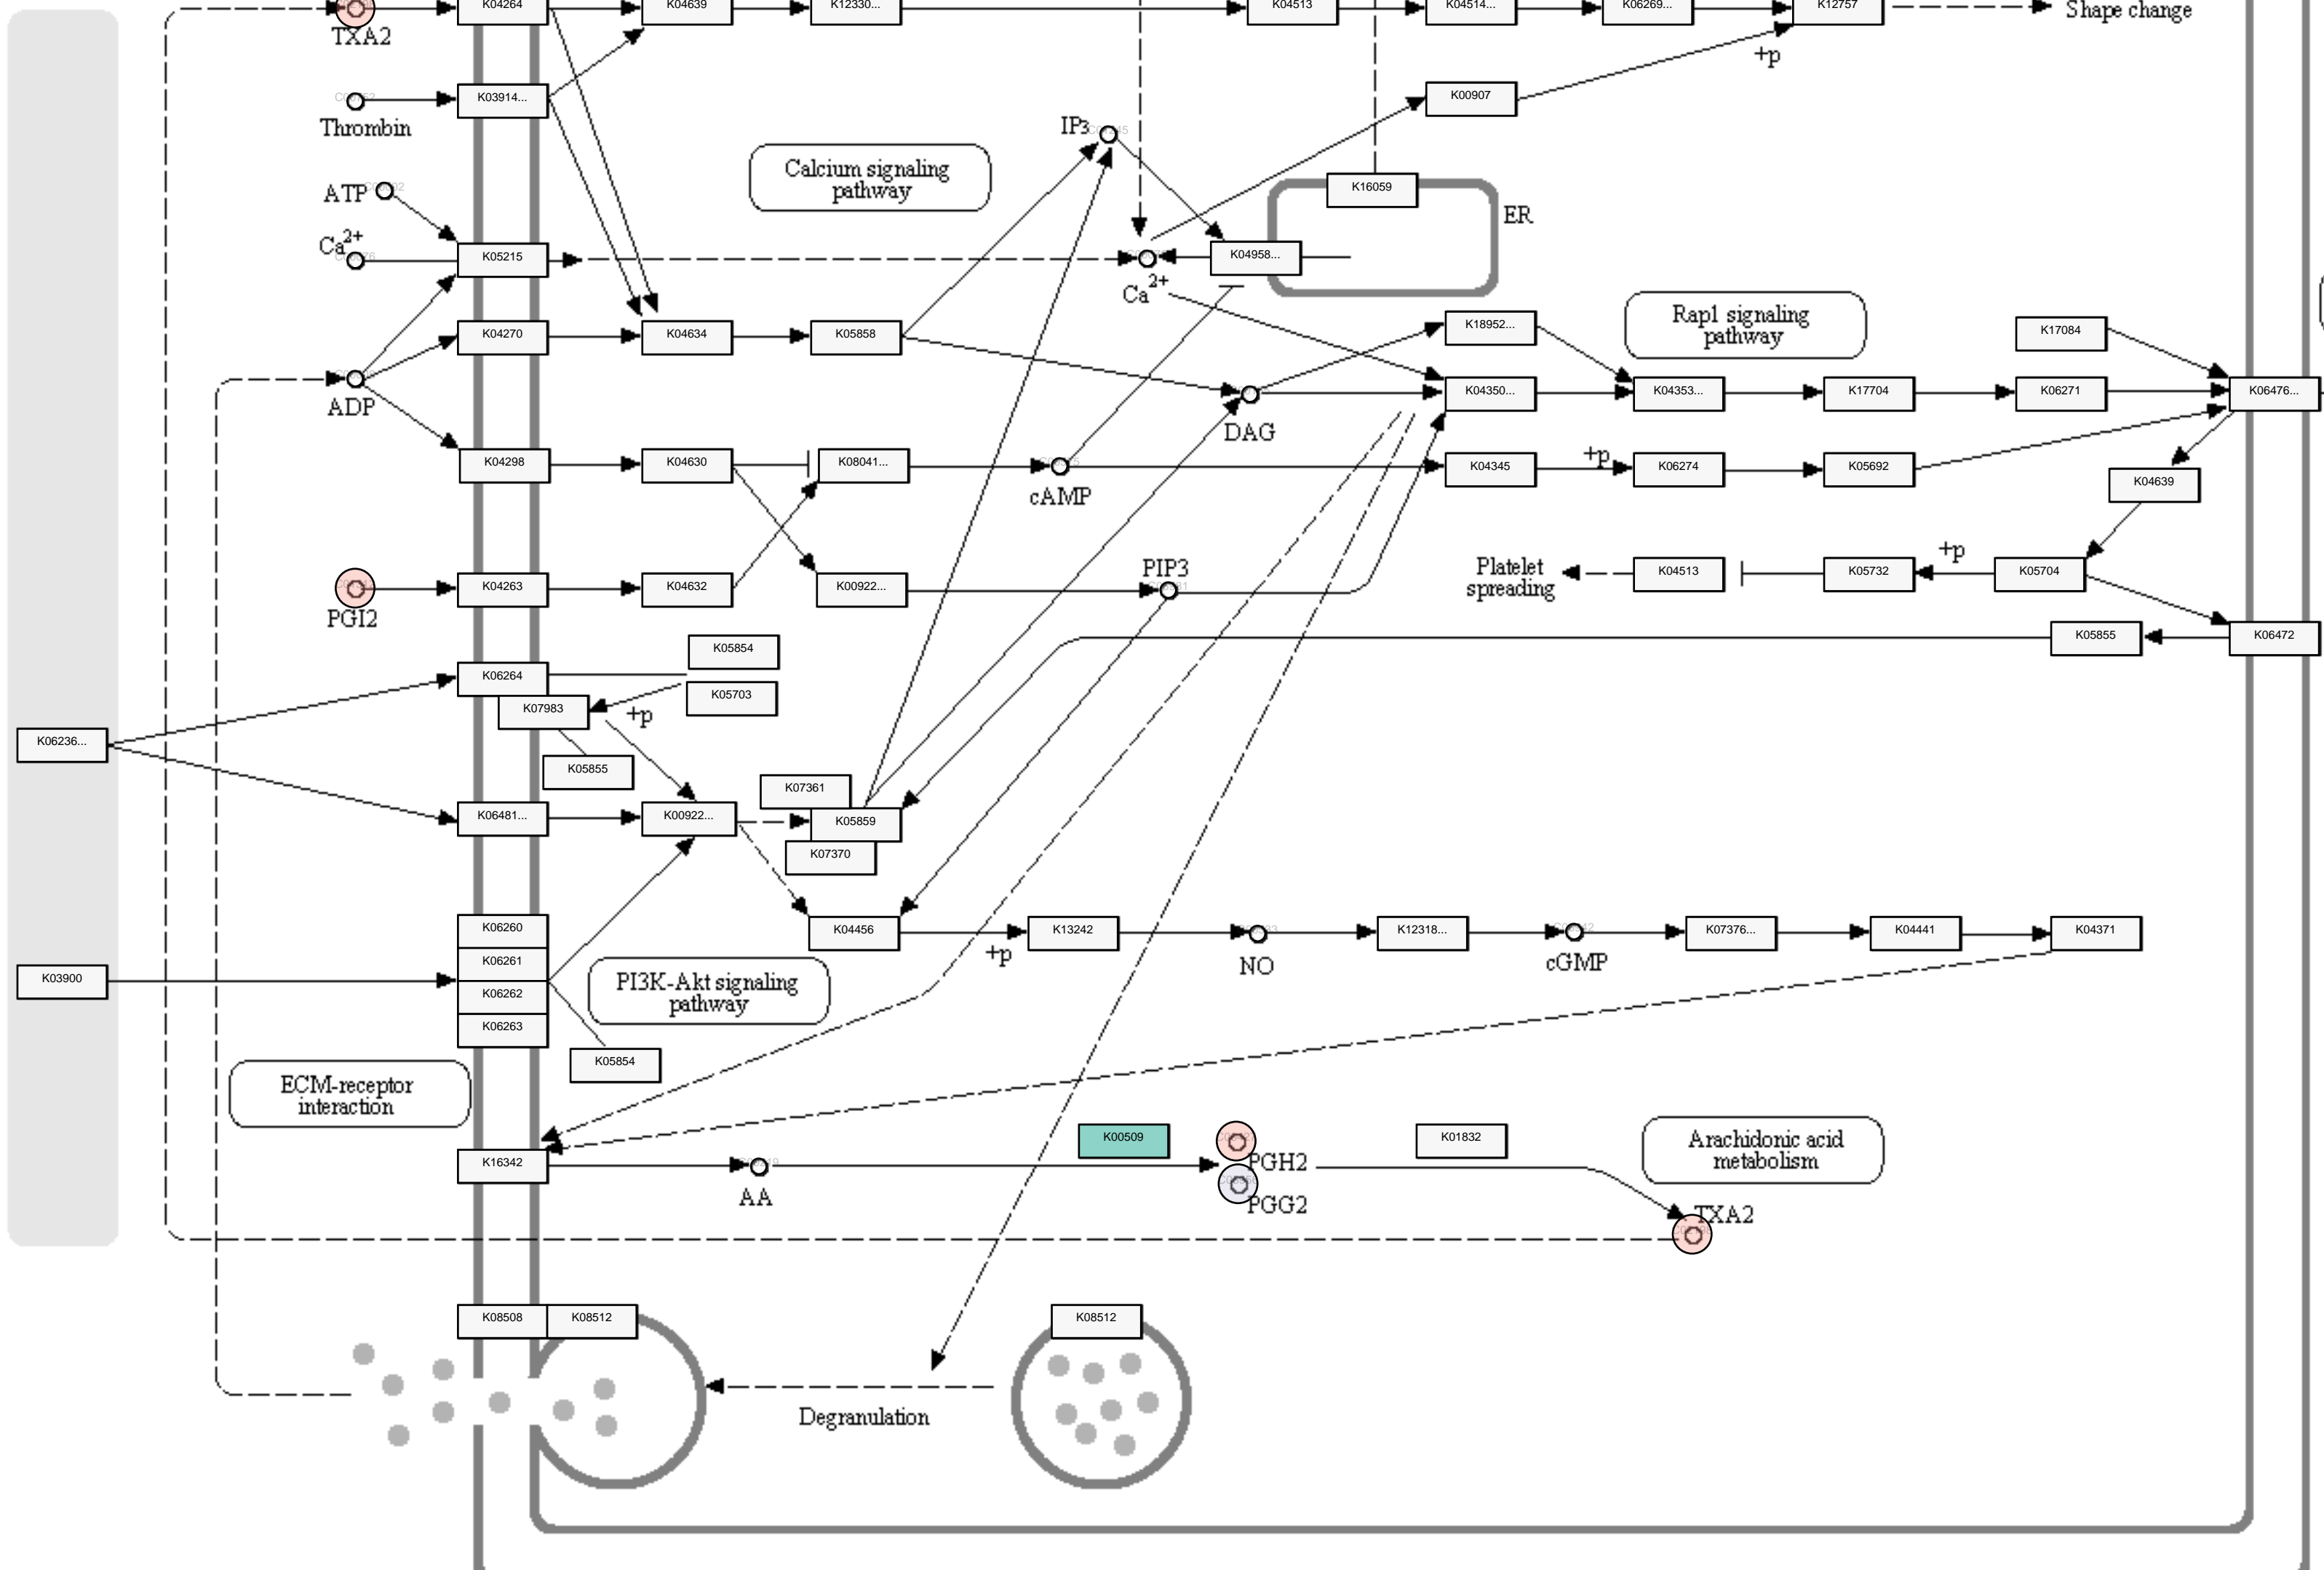 K04264
K04639
K12330...
K04513
K04514...
K06269...
K12757
Shape change
TXA2
+p
K03914...
K00907
Thrombin
IP3
Calcium signaling
pathway
ATP
K16059
ER
Ca2+
K05215
K04958...
Ca2+
Rap1 signaling
pathway
K04270
K04634
K05858
K18952...
K17084
ADP
DAG
K04350...
K04353...
K17704
K06271
K06476...
K04298
K04630
K08041...
cAMP
K04345
+p
K06274
K05692
K04639
PGI2
K04263
K04632
K00922...
PIP3
Platelet
spreading
K04513
K05732
+p
K05704
K05854
K05855
K06472
K06264
K05703
K07983
+p
K06236...
K05855
K07361
K06481...
K00922...
K05859
K07370
K06260
K04456
+p
K13242
NO
K12318...
cGMP
K07376...
K04441
K04371
K03900
K06261
K06262
K06263
PI3K-Akt signaling
pathway
K05854
ECM-receptor
interaction
K00509
K01832
Arachidonic acid
metabolism
K16342
AA
PGH2
PGG2
TXA2
K08508
K08512
K08512
Degranulation